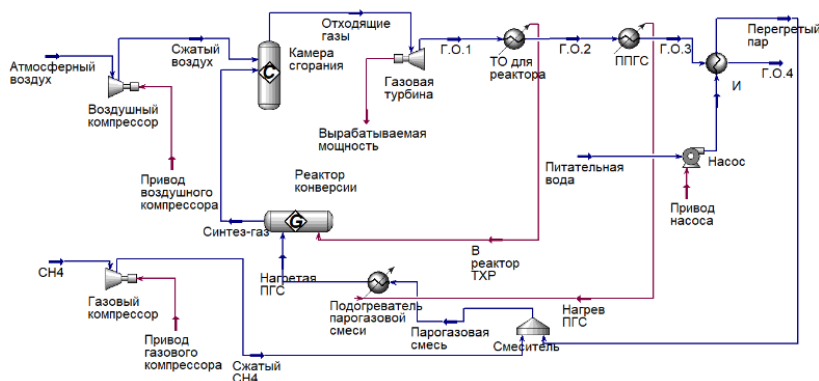 Атмосферный
воздух
Сжатый
воздух
Воздушный
компрессор
Привод
воздушного
компрессора
C
Камера
сгорания
Отходящие
газы
Газовая
турбина
Вырабатываемая
мощность
Г.О.1
ТО для
реактора
Г.О.2
ППГС
Г.О.3
Перегретый
пар
Г.О.4
И
Питательная
вода
Насос
Привод
насоса
Реактор
конверсии
G
Синтез-газ
В
реактор
ТХР
Нагретая
ПГС
Подогреватель
парогазовой
смеси
Нагрев
ПГС
Парогазовая
смесь
Смеситель
CH4
Газовый
компрессор
Привод
газового
компрессора
Сжатый
CH4